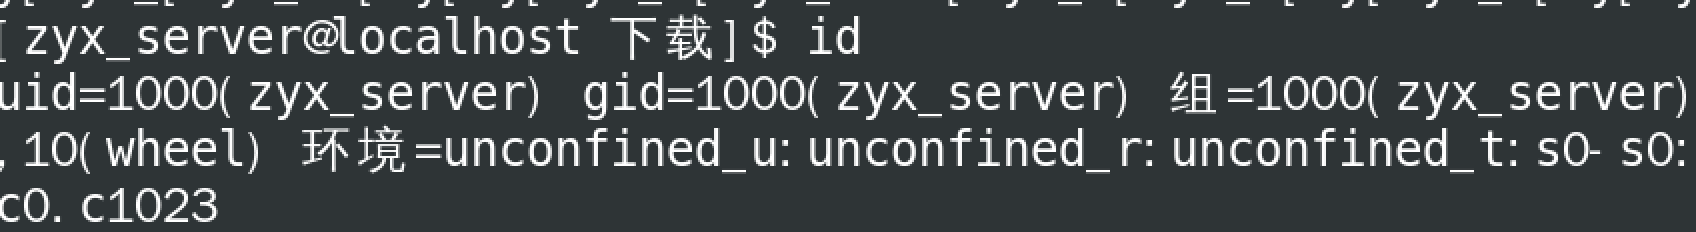 [zyx_server@localhost 下载]$ id
uid=1000(zyx_server) gid=1000(zyx_server) 组=1000(zyx_server)
,10(wheel) 环境=unconfined_u:unconfined_r:unconfined_t:s0-s0:
c0.c1023